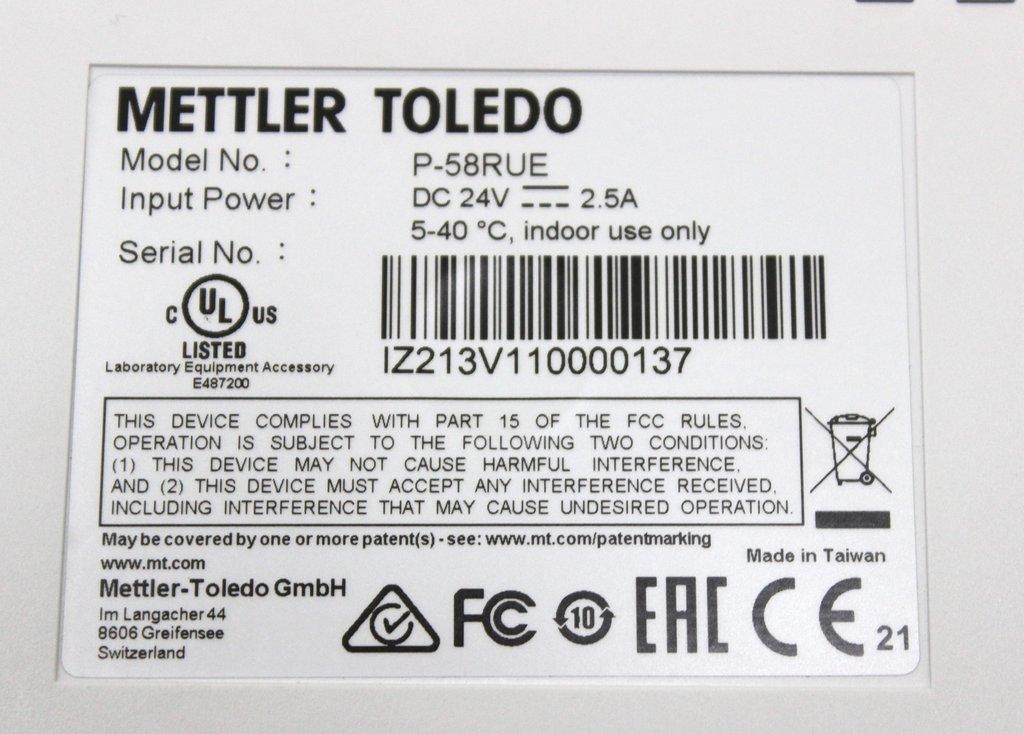 METTLER TOLEDO
Model No. : P-58RUE
Input Power : DC 24V 2.5A
5-40 °C, indoor use only
Serial No. :
IZ213V110000137
C UL US
LISTED
Laboratory Equipment Accessory
E487200
THIS DEVICE COMPLIES WITH PART 15 OF THE FCC RULES.
OPERATION IS SUBJECT TO THE FOLLOWING TWO CONDITIONS:
(1) THIS DEVICE MAY NOT CAUSE HARMFUL INTERFERENCE,
AND (2) THIS DEVICE MUST ACCEPT ANY INTERFERENCE RECEIVED,
INCLUDING INTERFERENCE THAT MAY CAUSE UNDESIRED OPERATION.
May be covered by one or more patent(s) - see: www.mt.com/patentmarking
Made in Taiwan
www.mt.com
Mettler-Toledo GmbH
Im Langacher 44
8606 Greifensee
Switzerland
FC 10 EAC CE 21